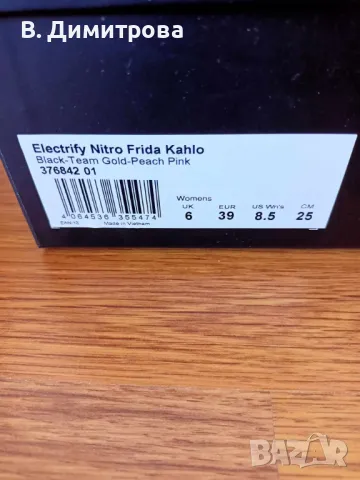 В. Димитрова
Electrify Nitro Frida Kahlo
Black-Team Gold-Peach Pink
376842 01
Womens
UK EUR US Wn's CM
6 39 8.5 25
4 064536 355474
Made in Vietnam
BAZAR